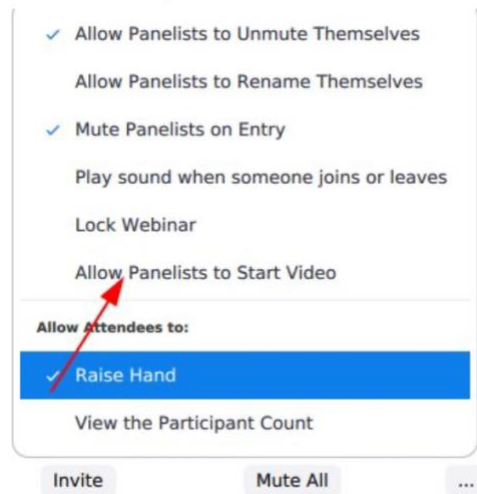 Allow Panelists to Unmute Themselves
Allow Panelists to Rename Themselves
Mute Panelists on Entry
Play sound when someone joins or leaves
Lock Webinar
Allow Panelists to Start Video
Allow Attendees to:
Raise Hand
View the Participant Count
Invite Mute All ...